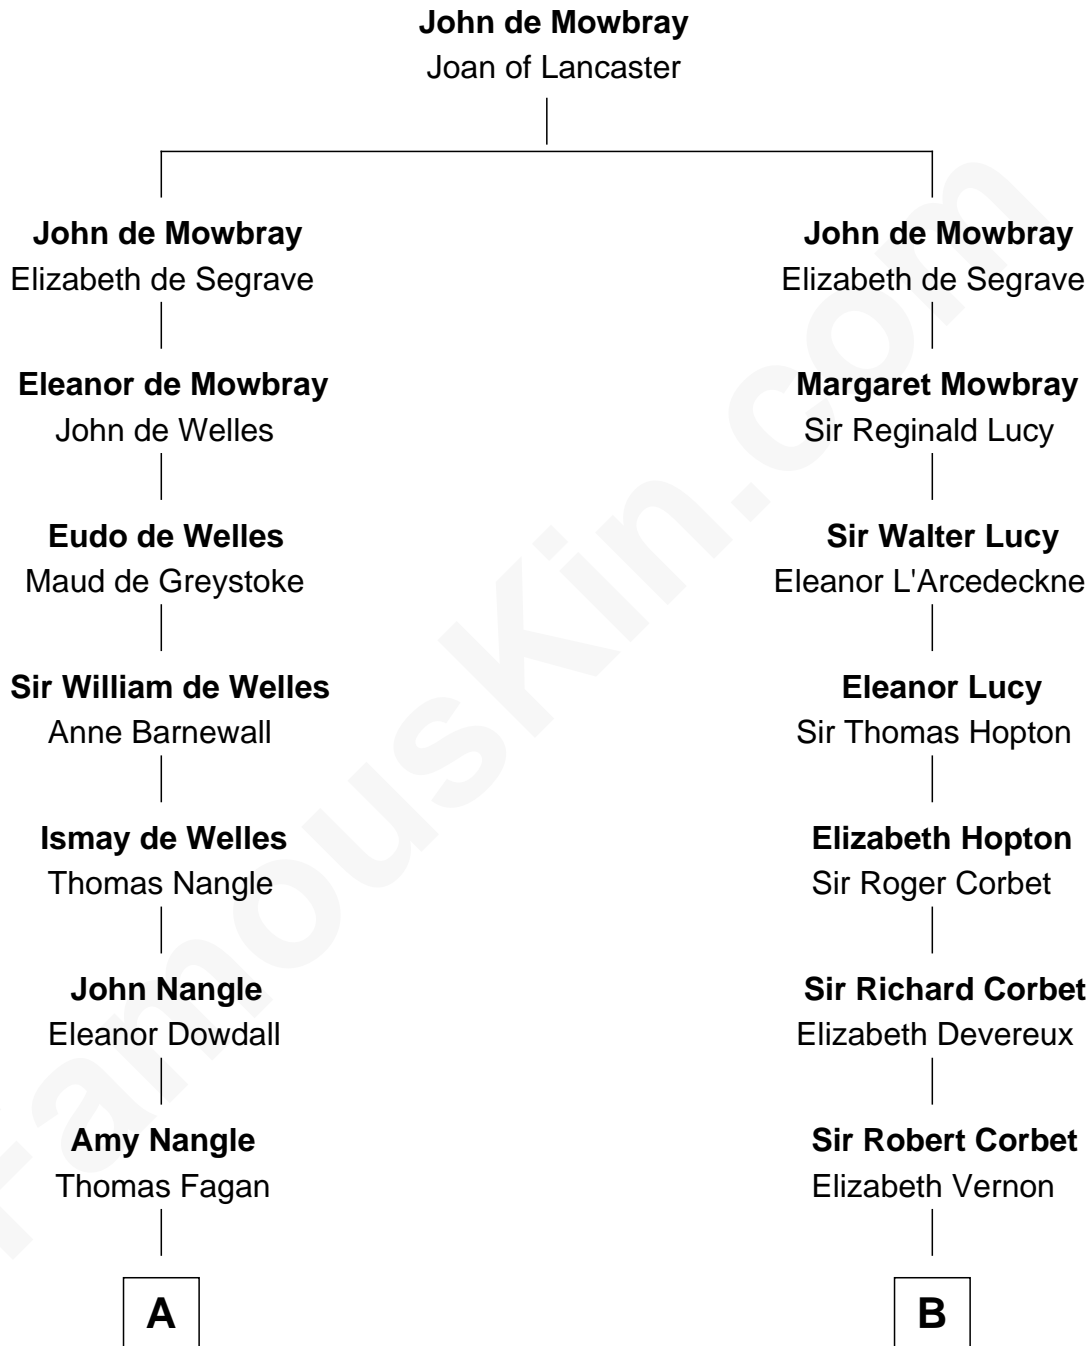 John de Mowbray
Joan of Lancaster
John de Mowbray
Elizabeth de Segrave
Eleanor de Mowbray
John de Welles
Eudo de Welles
Maud de Greystoke
Sir William de Welles
Anne Barnewall
Ismay de Welles
Thomas Nangle
John Nangle
Eleanor Dowdall
Amy Nangle
Thomas Fagan
A
John de Mowbray
Elizabeth de Segrave
Margaret Mowbray
Sir Reginald Lucy
Sir Walter Lucy
Eleanor L'Arcedeckne
Eleanor Lucy
Sir Thomas Hopton
Elizabeth Hopton
Sir Roger Corbet
Sir Richard Corbet
Elizabeth Devereux
Sir Robert Corbet
Elizabeth Vernon
B
FamousKin.com